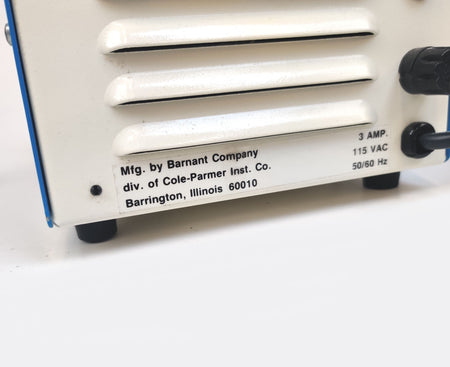 Mfg. by Barnant Company
div. of Cole-Parmer Inst. Co.
Barrington, Illinois 60010
3 AMP.
115 VAC
50/60 Hz